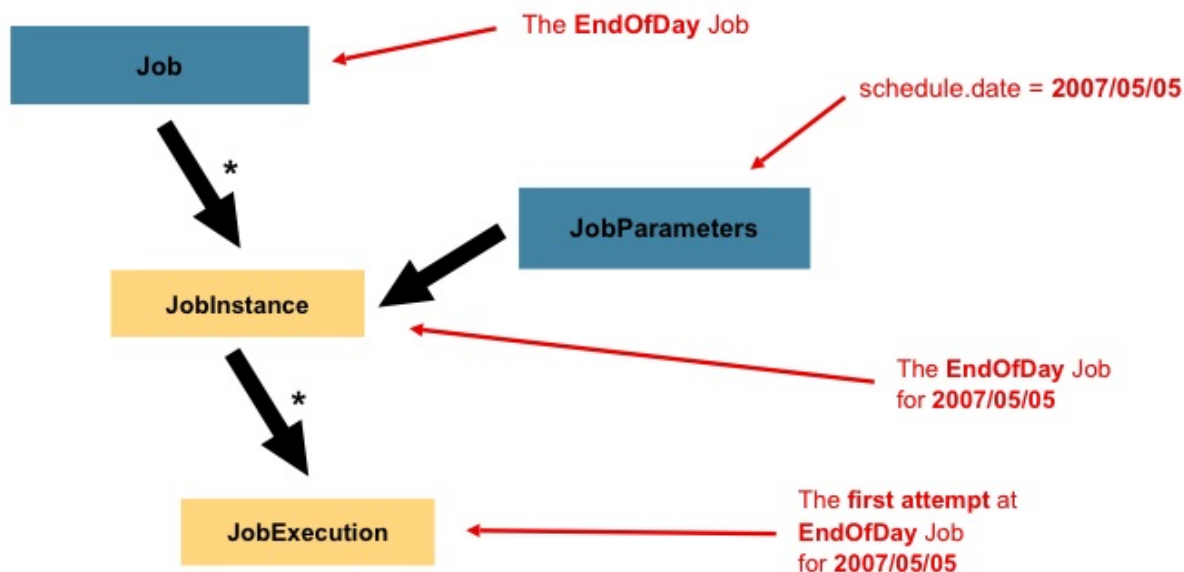 The EndOfDay Job
Job
schedule.date = 2007/05/05
*
JobParameters
JobInstance
The EndOfDay Job
for 2007/05/05
*
The first attempt at
EndOfDay Job
for 2007/05/05
JobExecution